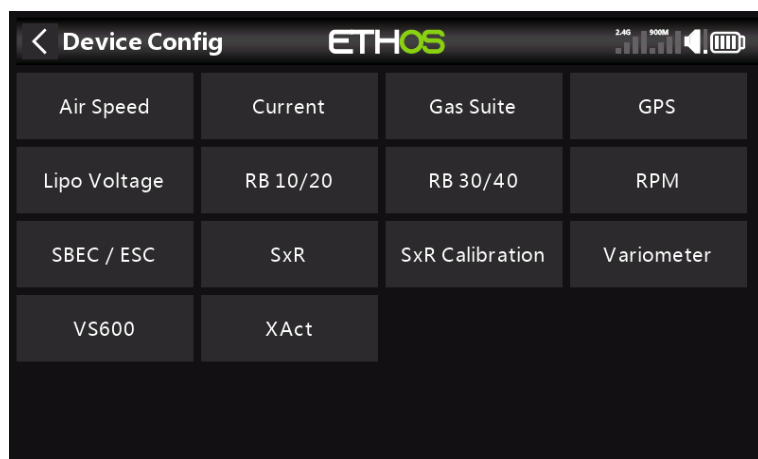 Device Config ETHOS 2.4G 900M
Air Speed Current Gas Suite GPS
Lipo Voltage RB 10/20 RB 30/40 RPM
SBEC / ESC SxR SxR Calibration Variometer
VS600 XAct